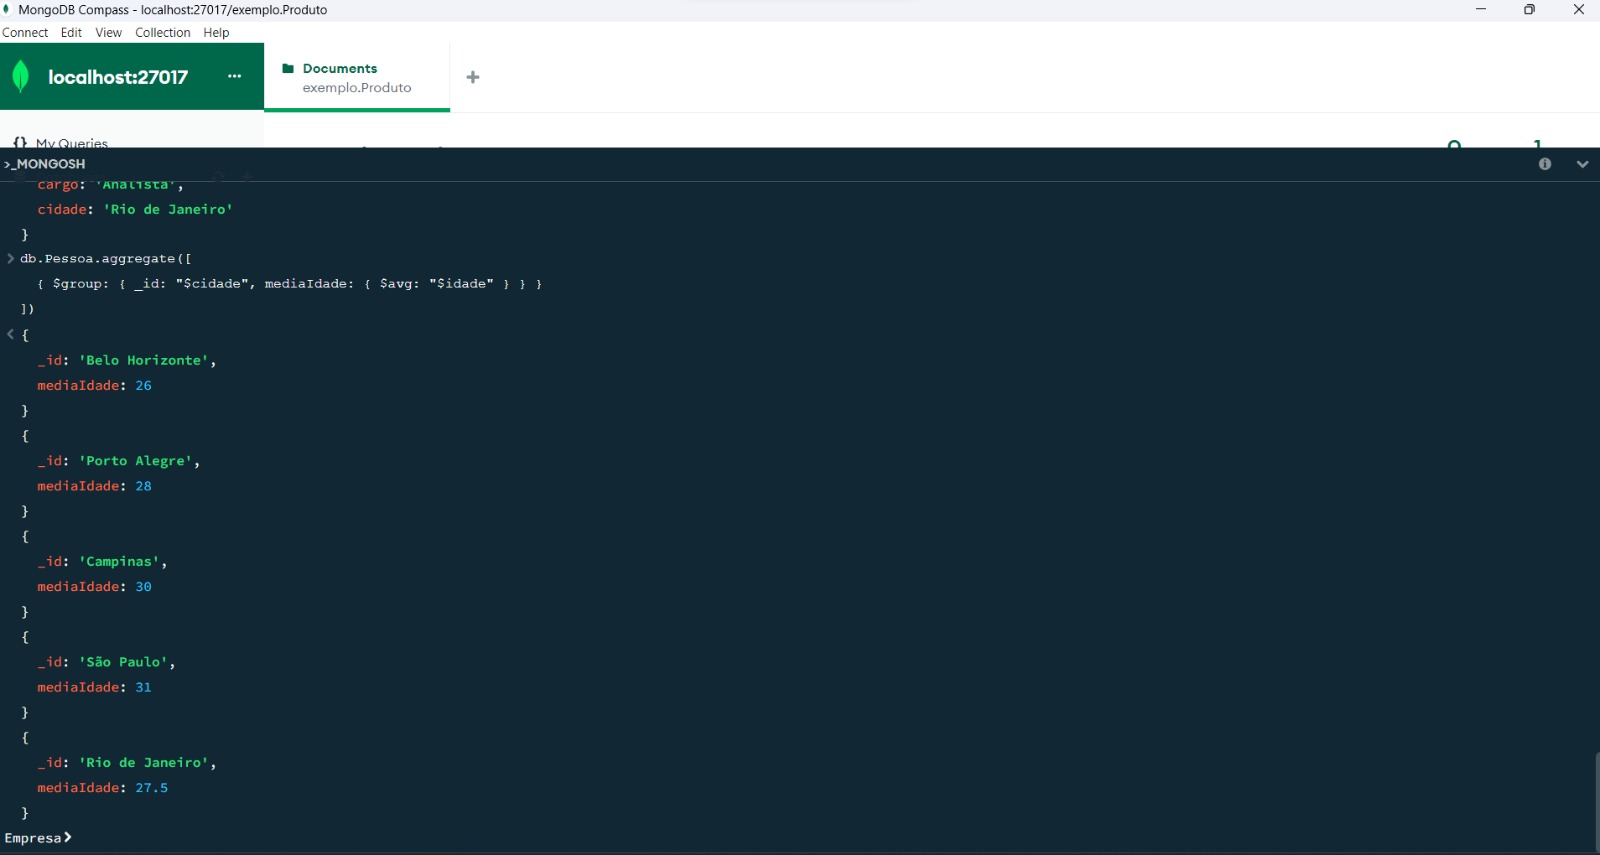 MongoDB Compass - localhost:27017/exemplo.Produto
Connect Edit View Collection Help
localhost:27017 ...
Documents
exemplo.Produto
+
{} My Queries
>_MONGOSH
cargo: 'Analista',
cidade: 'Rio de Janeiro'
}
> db.Pessoa.aggregate([
{ $group: { _id: "$cidade", mediaIdade: { $avg: "$idade" } } }
])
< {
_id: 'Belo Horizonte',
mediaIdade: 26
}
{
_id: 'Porto Alegre',
mediaIdade: 28
}
{
_id: 'Campinas',
mediaIdade: 30
}
{
_id: 'São Paulo',
mediaIdade: 31
}
{
_id: 'Rio de Janeiro',
mediaIdade: 27.5
}
Empresa>